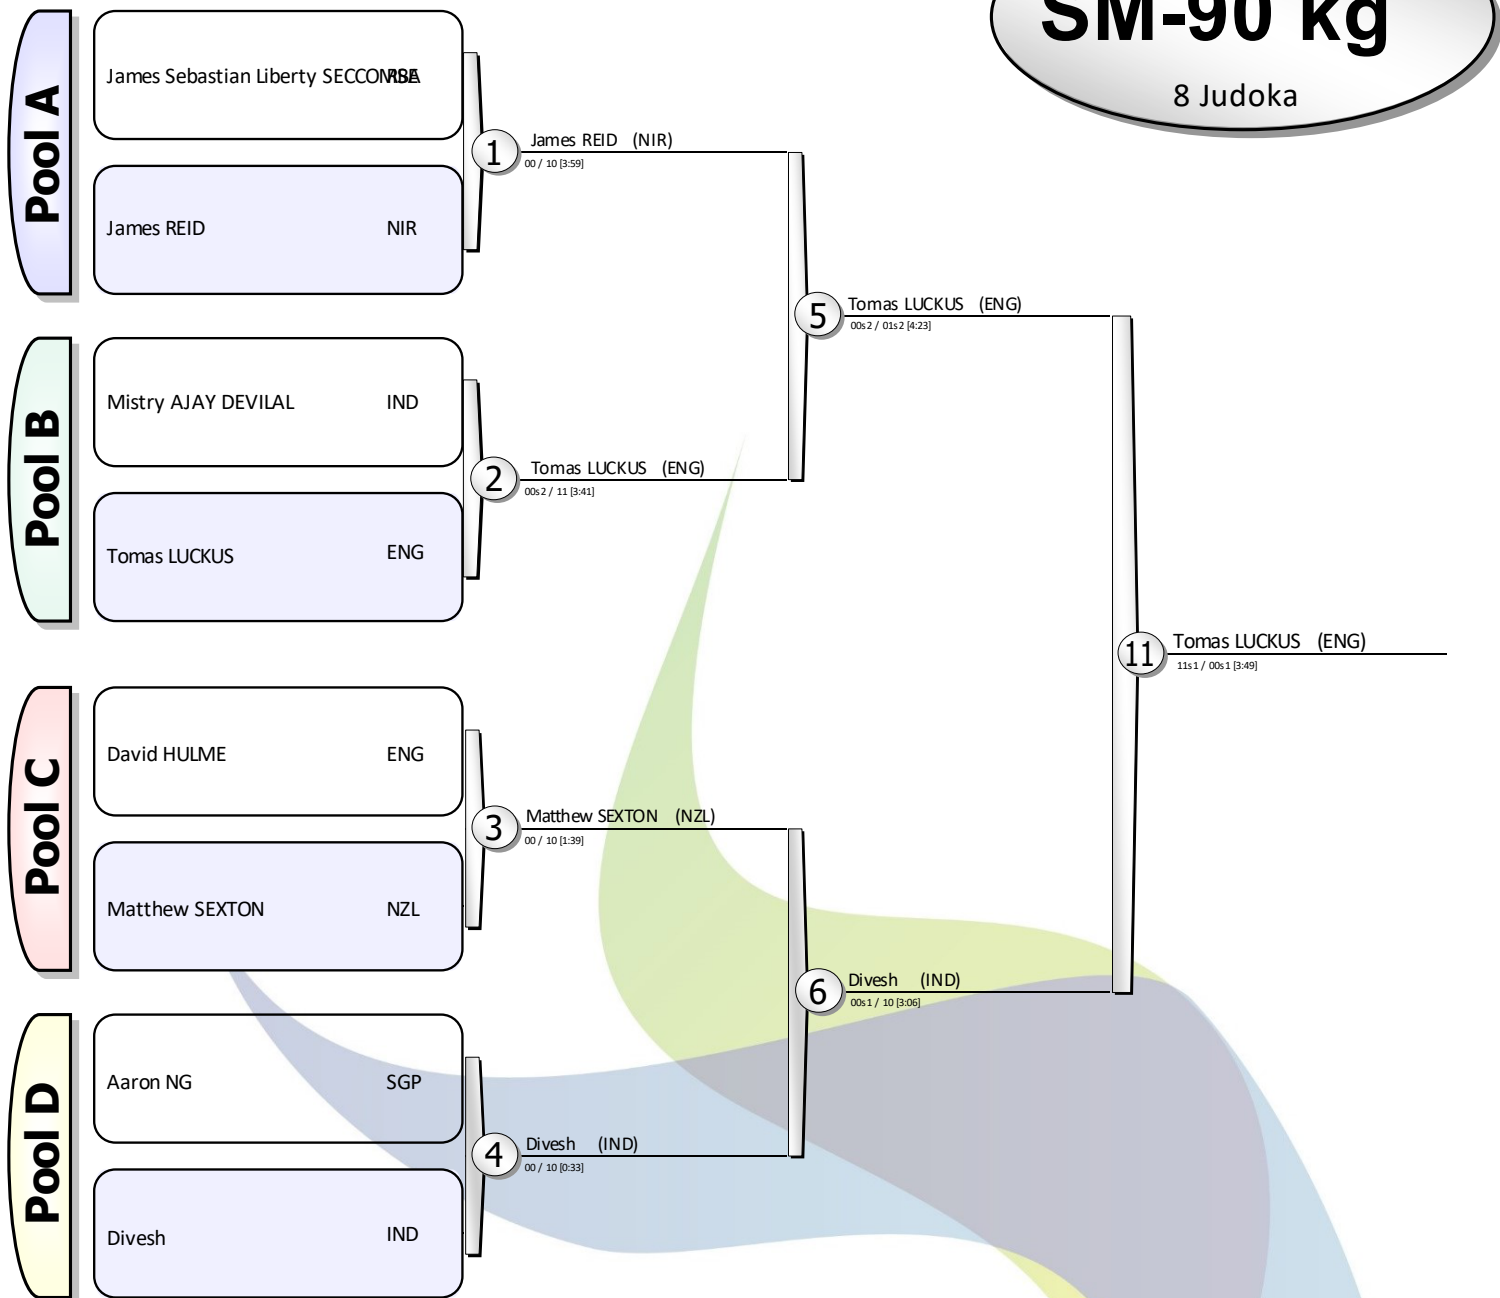 SM-90 kg
8 Judoka
Pool A
James Sebastian Liberty SECCOMBE RSA
James REID NIR
1
James REID (NIR)
00 / 10 [3:59]
Pool B
Mistry AJAY DEVILAL IND
Tomas LUCKUS ENG
2
Tomas LUCKUS (ENG)
00s2 / 11 [3:41]
5
Tomas LUCKUS (ENG)
00s2 / 01s2 [4:23]
Pool C
David HULME ENG
Matthew SEXTON NZL
3
Matthew SEXTON (NZL)
00 / 10 [1:39]
Pool D
Aaron NG SGP
Divesh IND
4
Divesh (IND)
00 / 10 [0:33]
6
Divesh (IND)
00s1 / 10 [3:06]
11
Tomas LUCKUS (ENG)
11s1 / 00s1 [3:49]